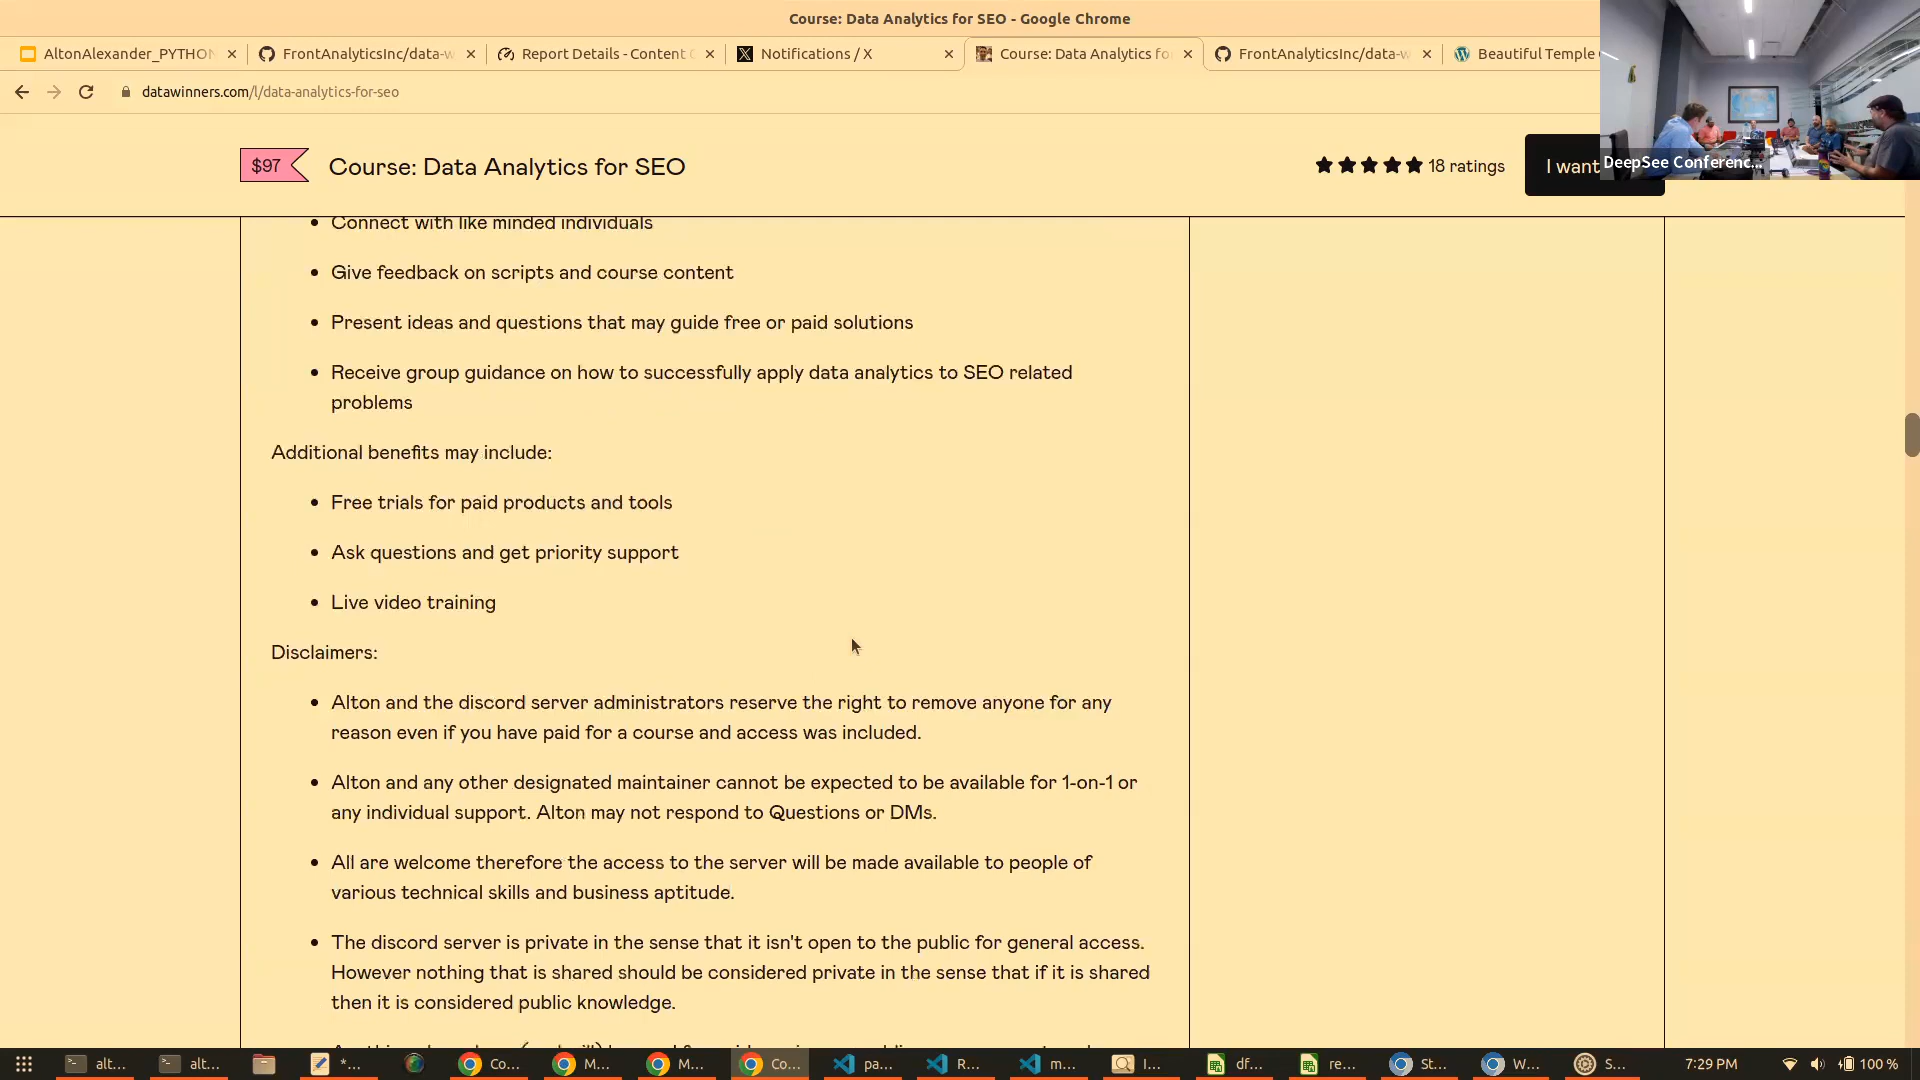 Course: Data Analytics for SEO - Google Chrome
AltonAlexander_PYTHON
FrontAnalyticsInc/data-w
Report Details - Content
Notifications / X
Course: Data Analytics fo
FrontAnalyticsInc/data-w
Beautiful Temple
datawinners.com/l/data-analytics-for-seo
$97
Course: Data Analytics for SEO
18 ratings
I want
DeepSee Conferenc...
Connect with like minded individuals
Give feedback on scripts and course content
Present ideas and questions that may guide free or paid solutions
Receive group guidance on how to successfully apply data analytics to SEO related
problems
Additional benefits may include:
Free trials for paid products and tools
Ask questions and get priority support
Live video training
Disclaimers:
Alton and the discord server administrators reserve the right to remove anyone for any
reason even if you have paid for a course and access was included.
Alton and any other designated maintainer cannot be expected to be available for 1-on-1 or
any individual support. Alton may not respond to Questions or DMs.
All are welcome therefore the access to the server will be made available to people of
various technical skills and business aptitude.
The discord server is private in the sense that it isn't open to the public for general access.
However nothing that is shared should be considered private in the sense that if it is shared
then it is considered public knowledge.
alt...
alt...
*...
Co...
M...
M...
Co...
pa...
R...
m...
I...
df...
re...
St...
W...
S...
7:29 PM
100 %